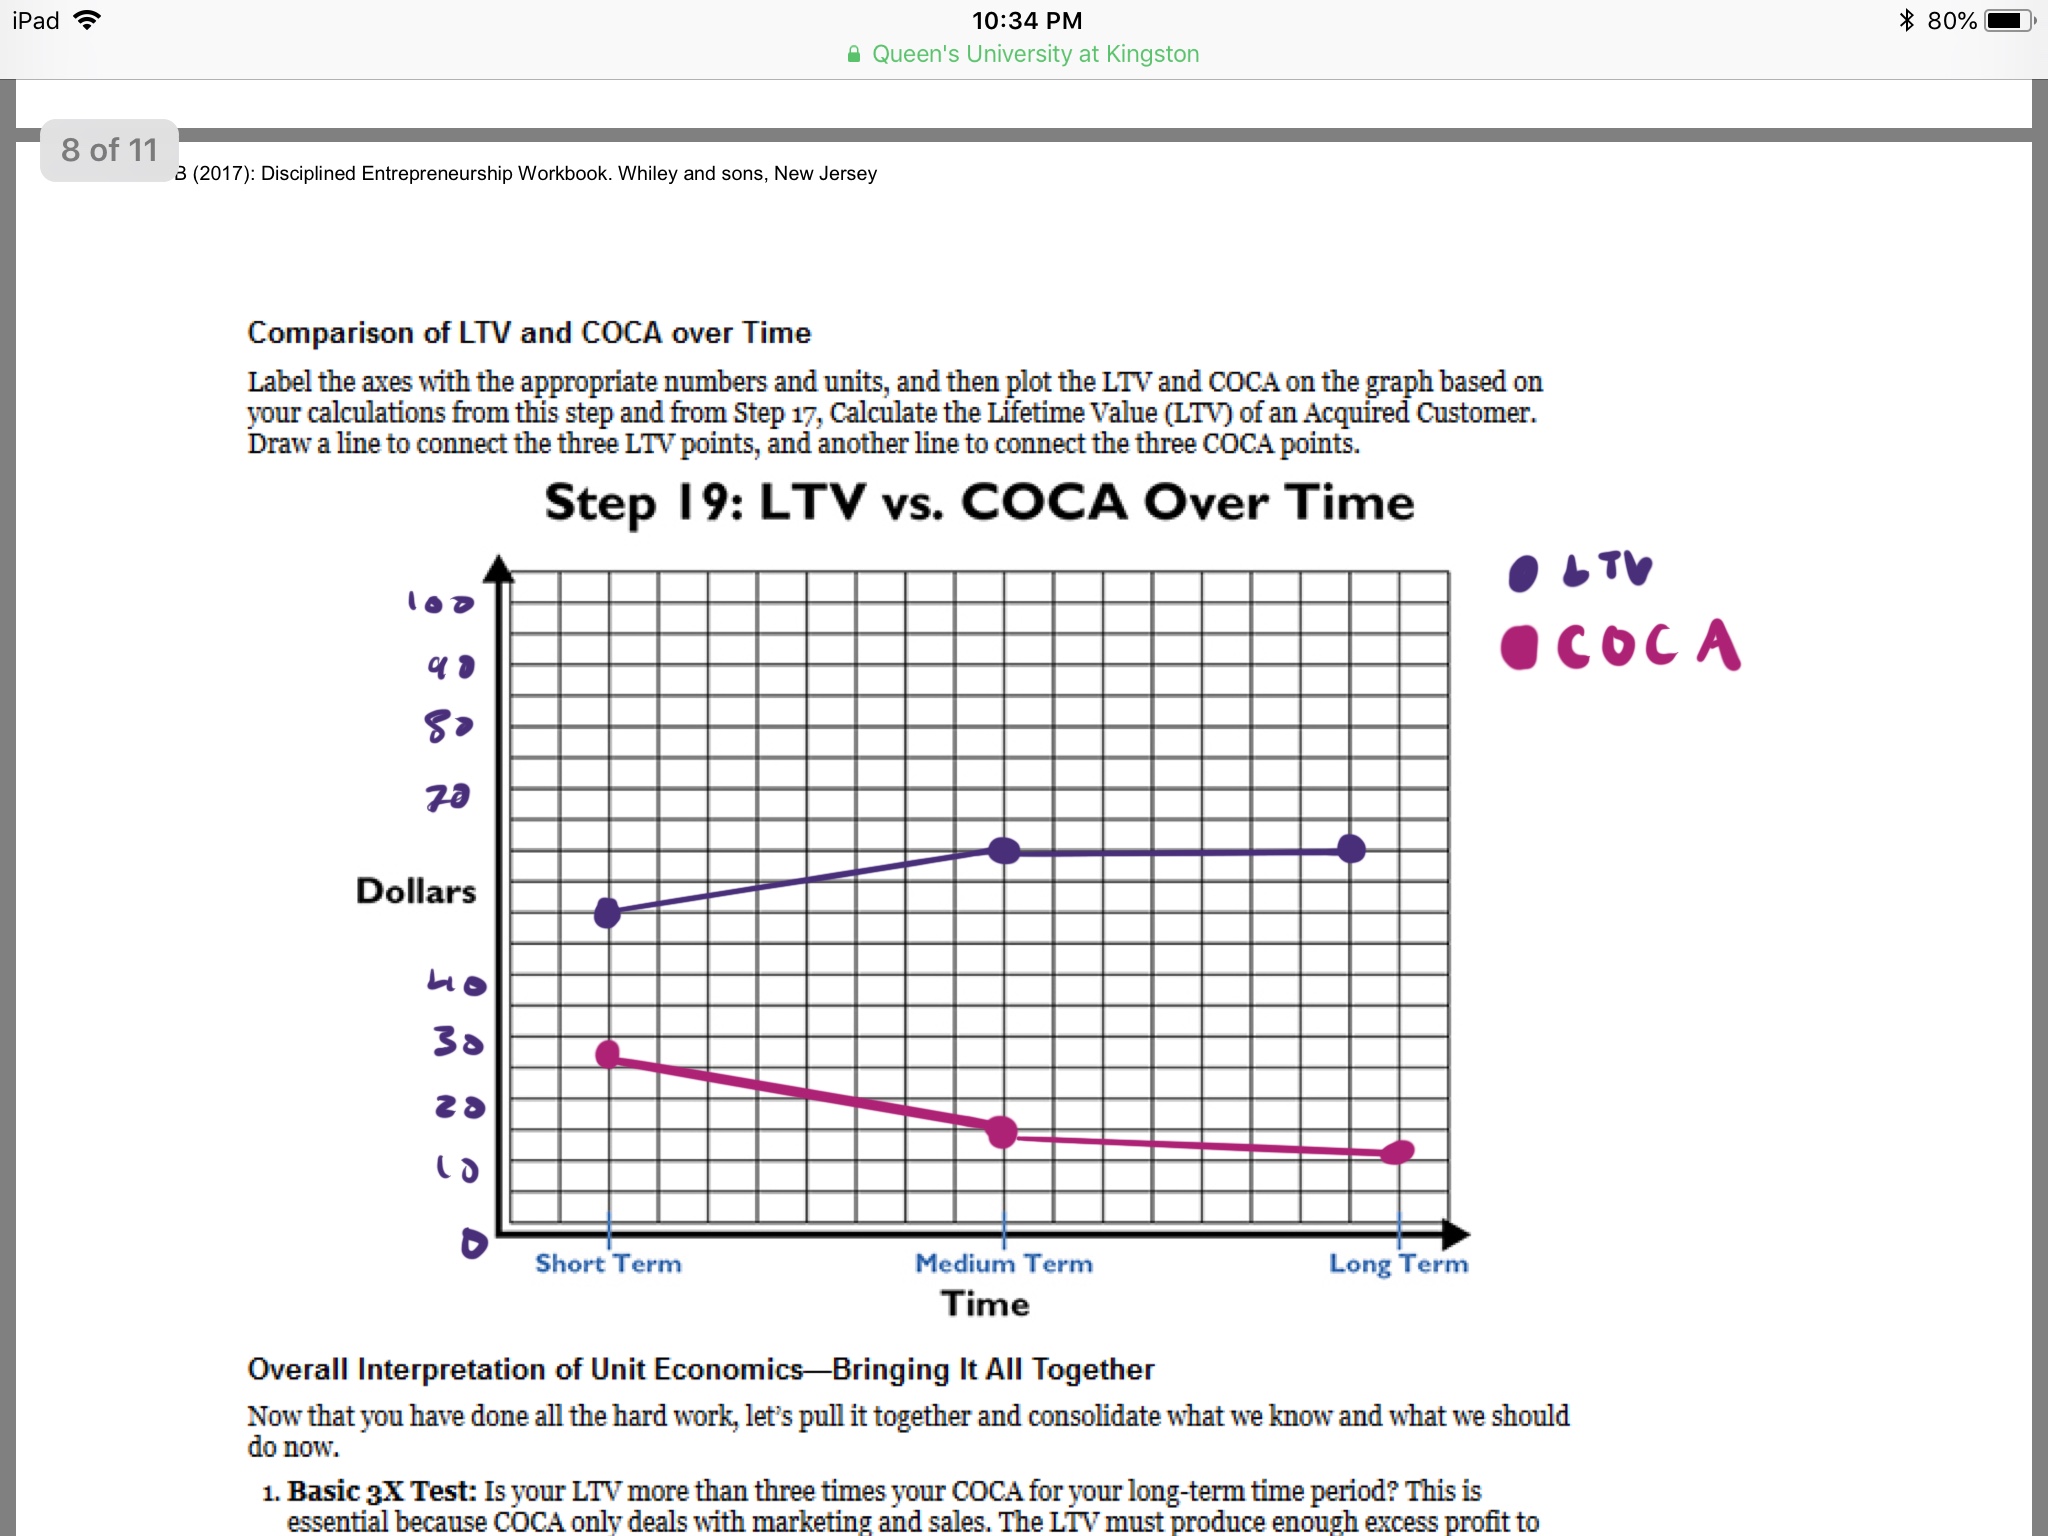 iPad 10:34 PM 80%
Queen's University at Kingston
8 of 11
B (2017): Disciplined Entrepreneurship Workbook. Whiley and sons, New Jersey
Comparison of LTV and COCA over Time
Label the axes with the appropriate numbers and units, and then plot the LTV and COCA on the graph based on
your calculations from this step and from Step 17, Calculate the Lifetime Value (LTV) of an Acquired Customer.
Draw a line to connect the three LTV points, and another line to connect the three COCA points.
Step 19: LTV vs. COCA Over Time
LTV
COCA
100
90
80
70
Dollars
40
30
20
10
0
Short Term Medium Term Long Term
Time
Overall Interpretation of Unit Economics—Bringing It All Together
Now that you have done all the hard work, let's pull it together and consolidate what we know and what we should
do now.
1. Basic 3X Test: Is your LTV more than three times your COCA for your long-term time period? This is
essential because COCA only deals with marketing and sales. The LTV must produce enough excess profit to